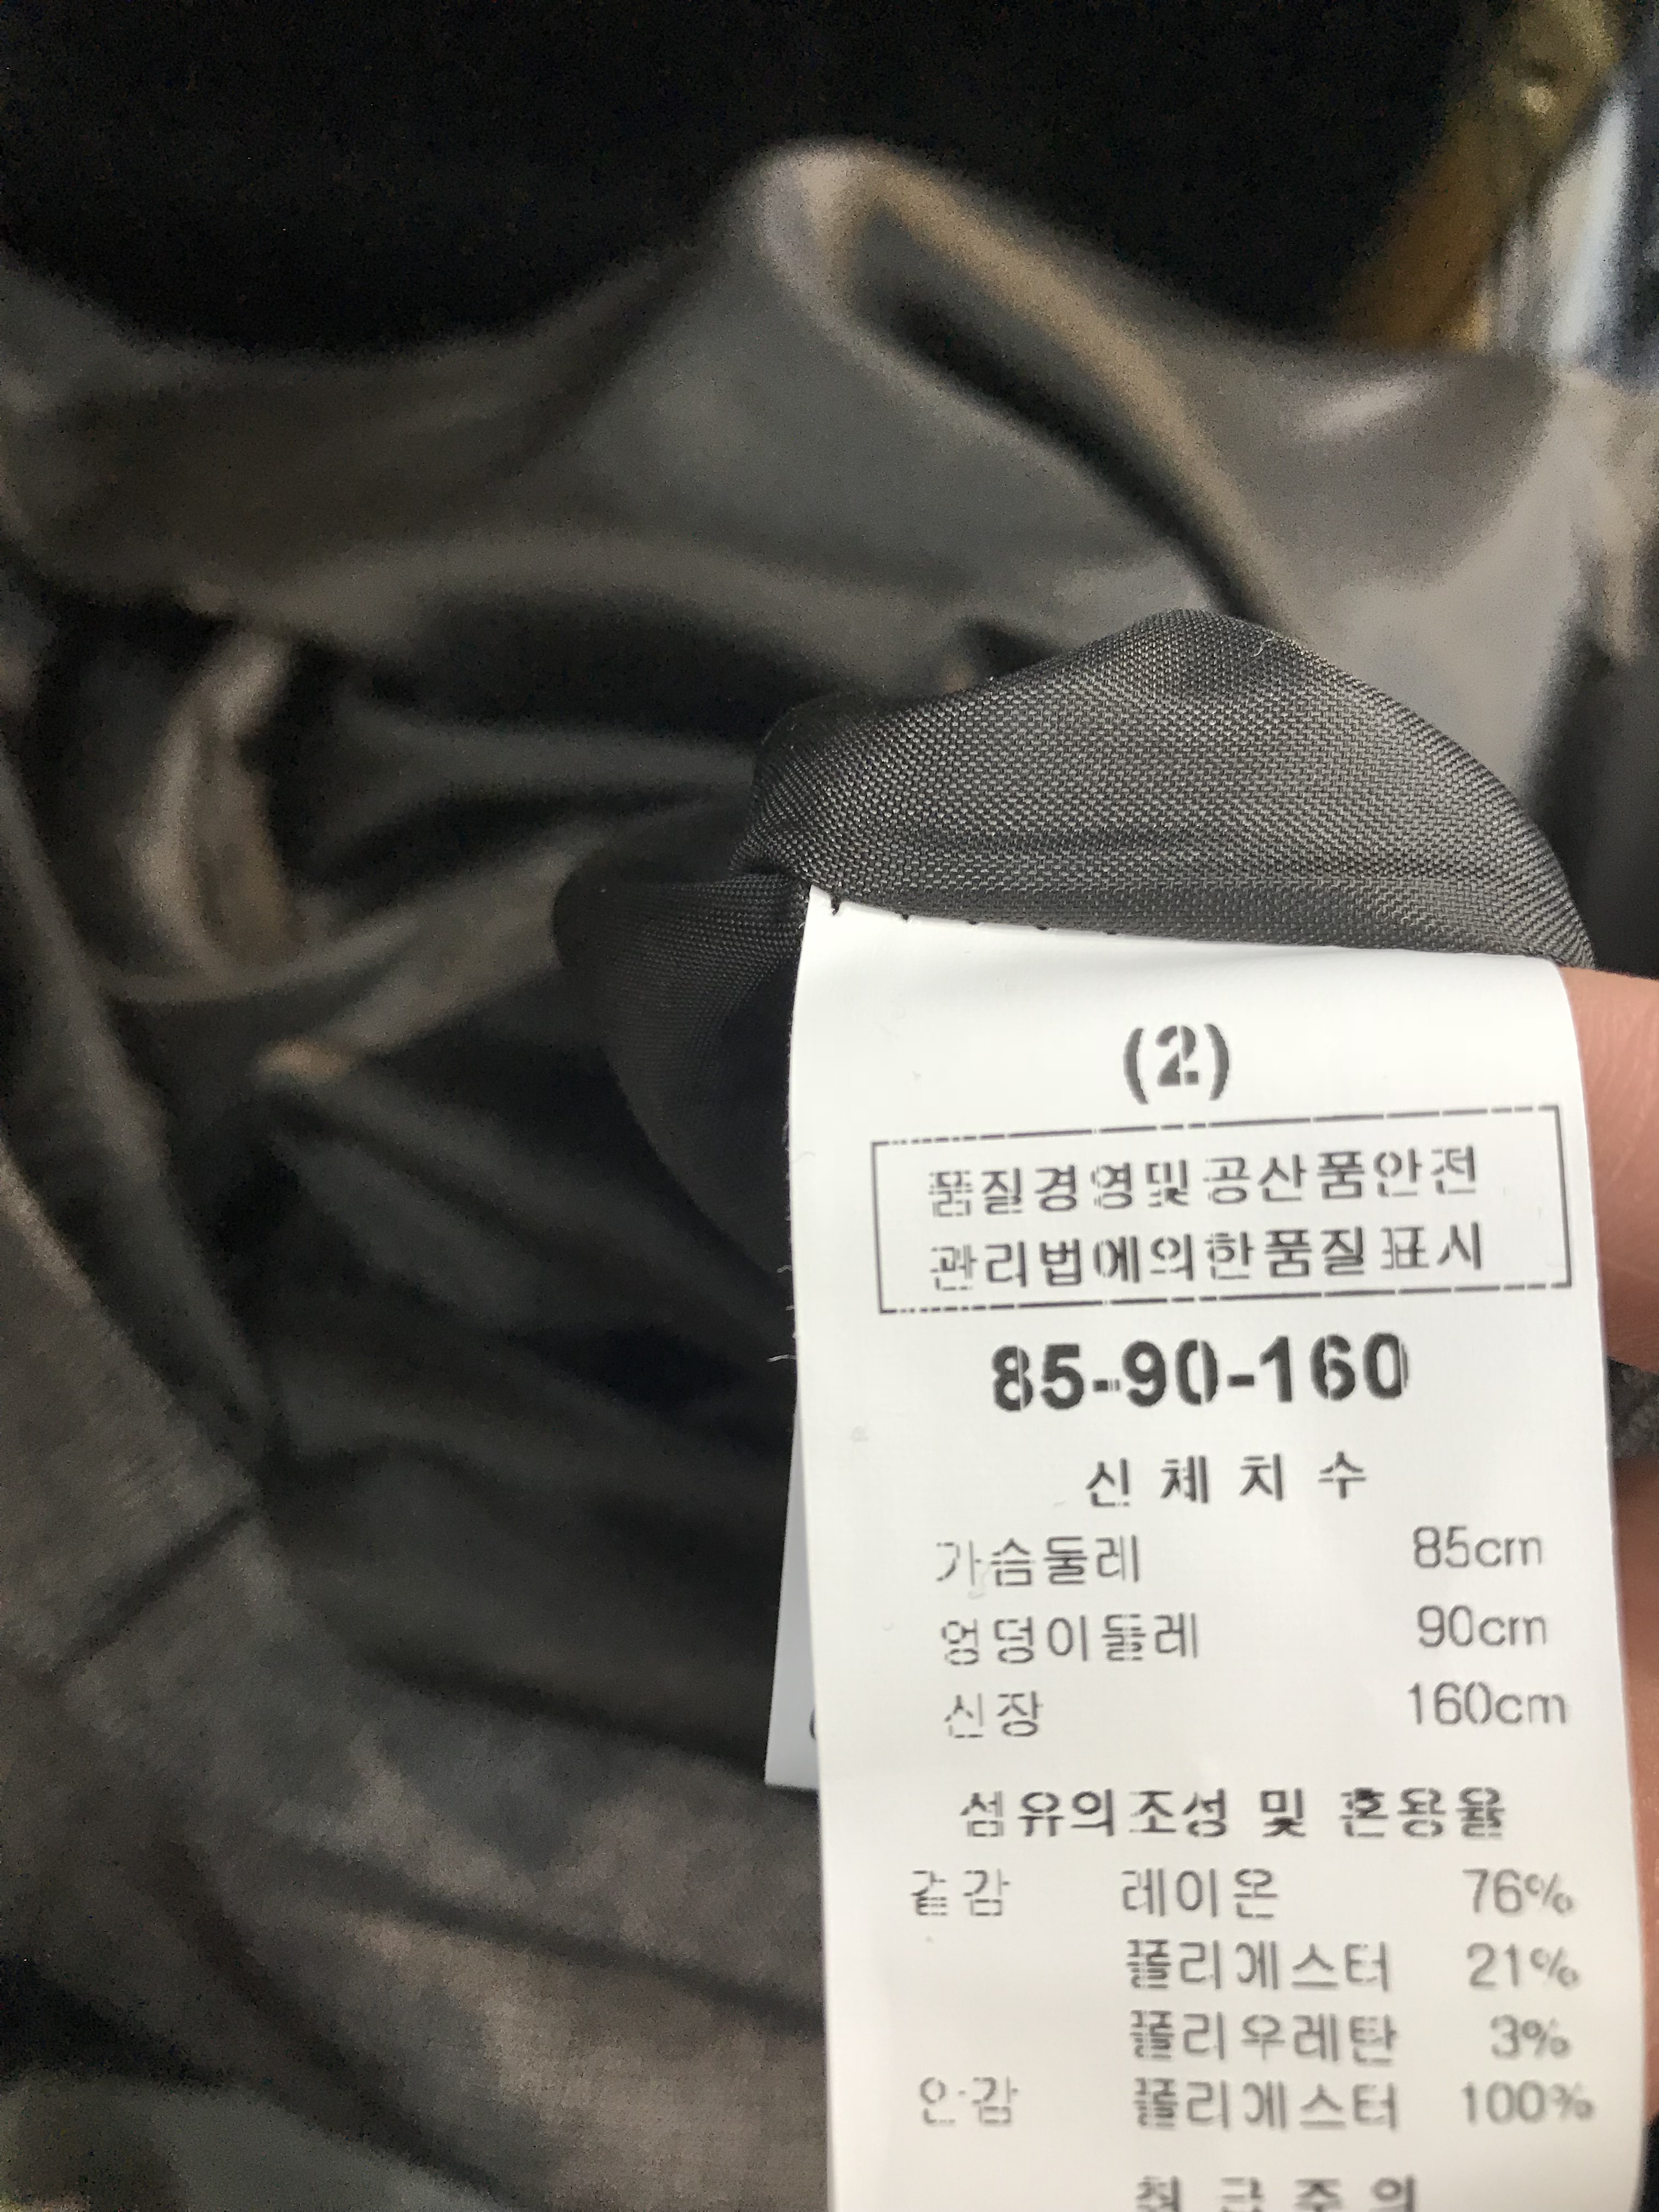 (2)
품질경영및공산품안전
관리법에의한품질표시
85-90-160
신체치수
가슴둘레 85cm
엉덩이둘레 90cm
신장 160cm
섬유의조성 및 혼용율
겉감 레이온 76%
폴리에스터 21%
폴리우레탄 3%
안감 폴리에스터 100%